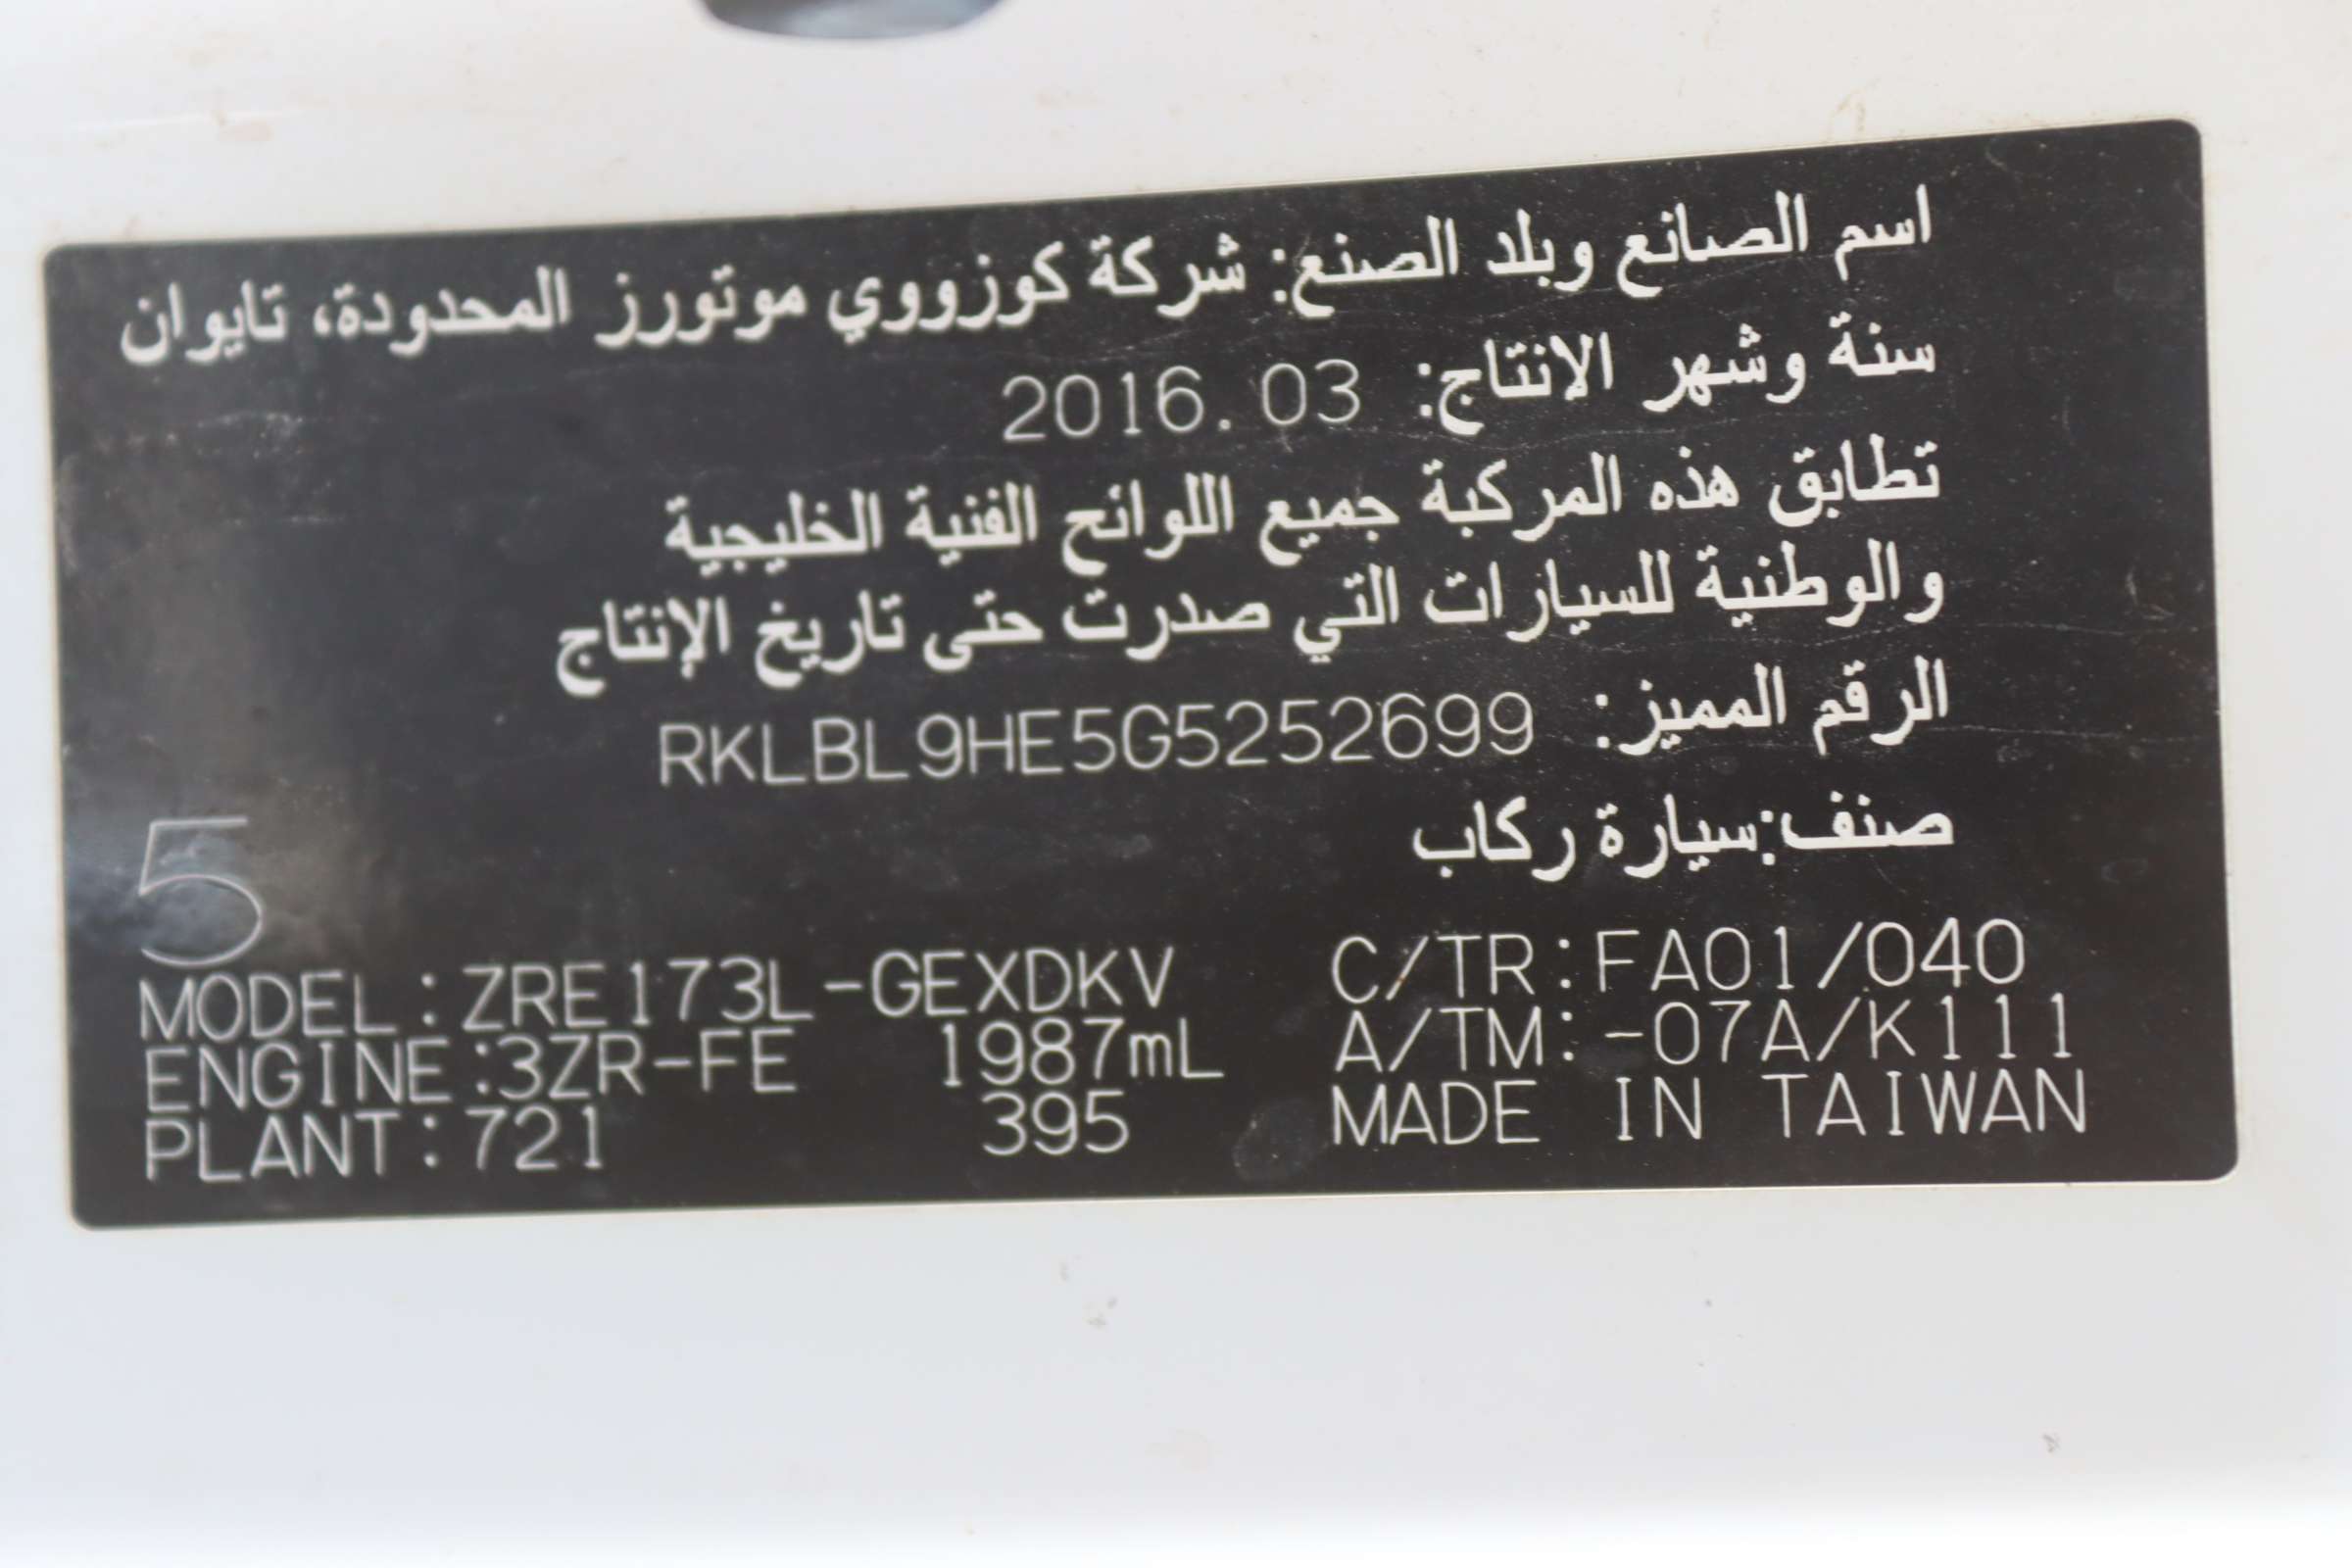 اسم الصانع وبلد الصنع: شركة كوزووي موتورز المحدودة، تايوان
سنة وشهر الانتاج: 2016.03
تطابق هذه المركبة جميع اللوائح الفنية الخليجية
والوطنية للسيارات التي صدرت حتى تاريخ الإنتاج
الرقم المميز: RKLBL9HE5G5252699
صنف:سيارة ركاب
5
MODEL:ZRE173L-GEXDKV C/TR:FA01/040
ENGINE:3ZR-FE 1987mL A/TM:-07A/K111
PLANT:721 395 MADE IN TAIWAN